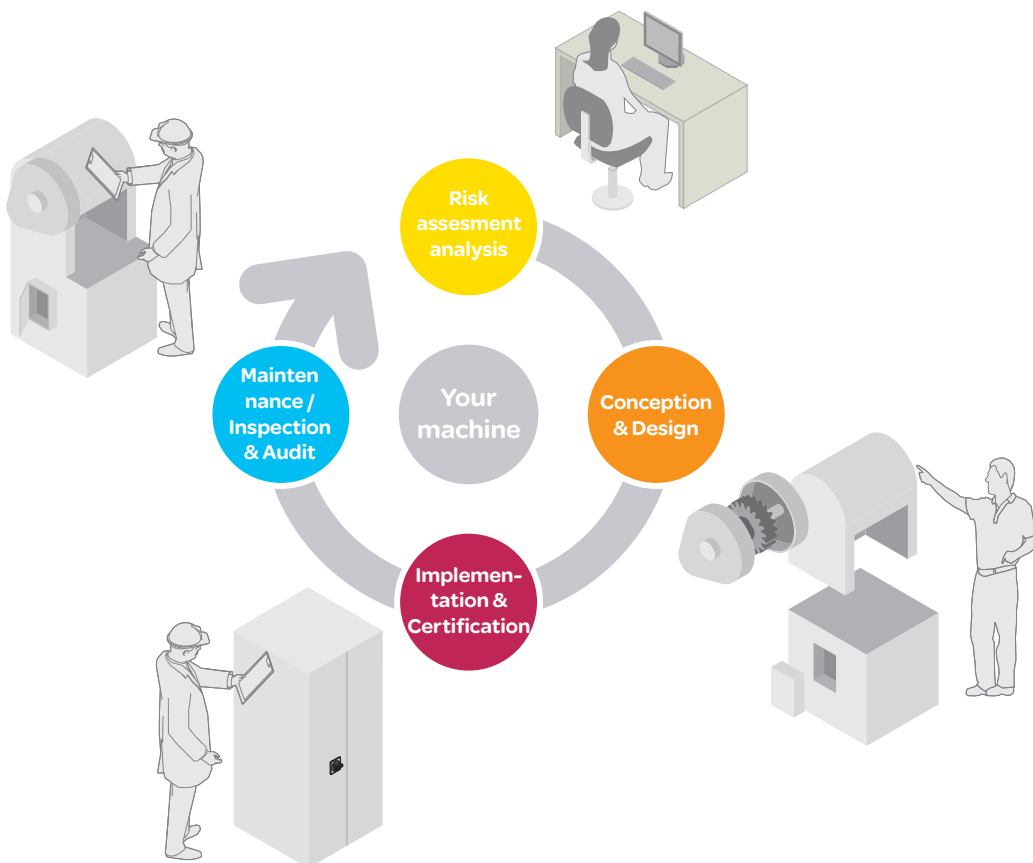 Risk
assesment
analysis
Conception
& Design
Implemen-
tation &
Certification
Mainten
nance /
Inspection
& Audit
Your
machine